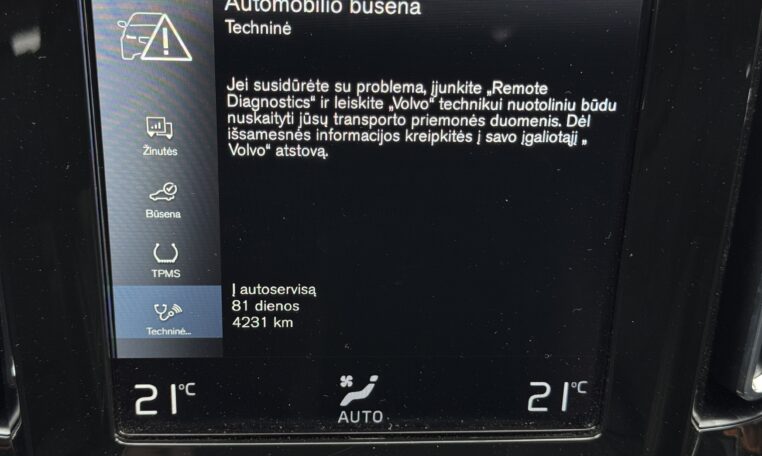 Automobilio būsena
Techninė
Jei susidūrėte su problema, įjunkite „Remote
Diagnostics“ ir leiskite „Volvo“ technikui nuotoliniu būdu
nuskaityti jūsų transporto priemonės duomenis. Dėl
išsamesnės informacijos kreipkitės į savo įgaliotąjį „
Volvo“ atstovą.
Žinutės
Būsena
TPMS
Techninė...
Į autoservisą
81 dienos
4231 km
21°C
AUTO
21°C